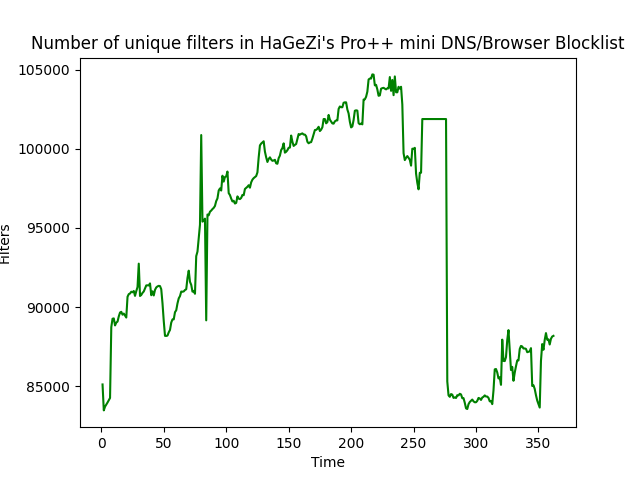 Number of unique filters in HaGeZi's Pro++ mini DNS/Browser Blocklist
105000
100000
95000
90000
85000
Filters
0 50 100 150 200 250 300 350
Time